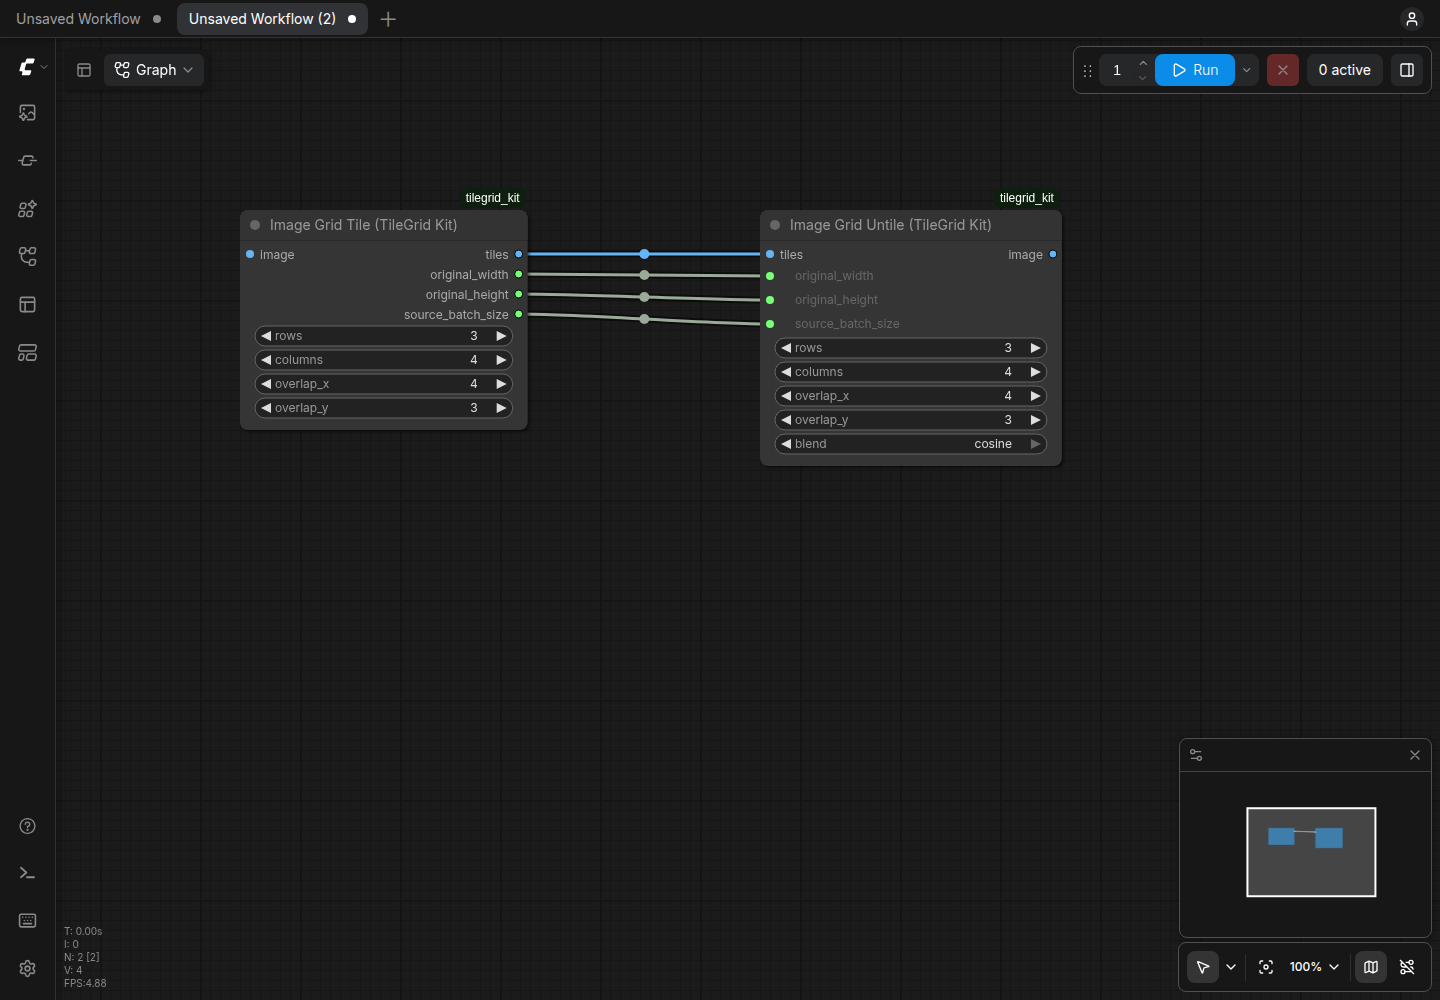 Unsaved Workflow
Unsaved Workflow (2)
Graph
1
Run
0 active
tilegrid_kit
Image Grid Tile (TileGrid Kit)
image
tiles
original_width
original_height
source_batch_size
rows 3
columns 4
overlap_x 4
overlap_y 3
tilegrid_kit
Image Grid Untile (TileGrid Kit)
tiles
image
original_width
original_height
source_batch_size
rows 3
columns 4
overlap_x 4
overlap_y 3
blend cosine
T: 0.00s
I: 0
N: 2 [2]
V: 4
FPS:4.88
100%